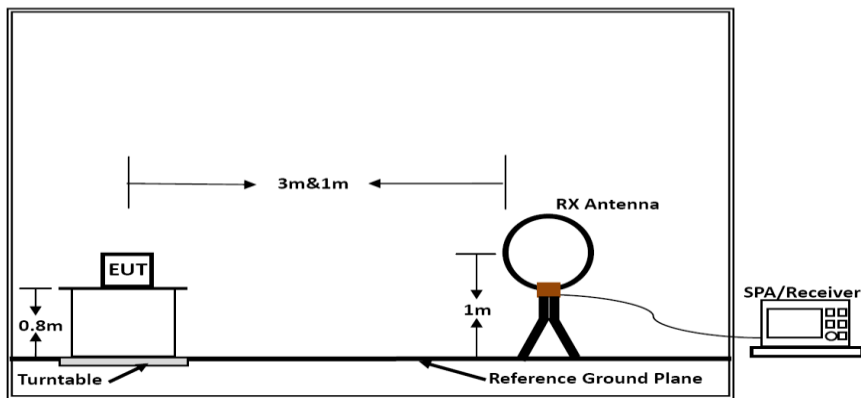 3m&1m
RX Antenna
EUT
SPA/Receiver
0.8m
1m
Turntable
Reference Ground Plane